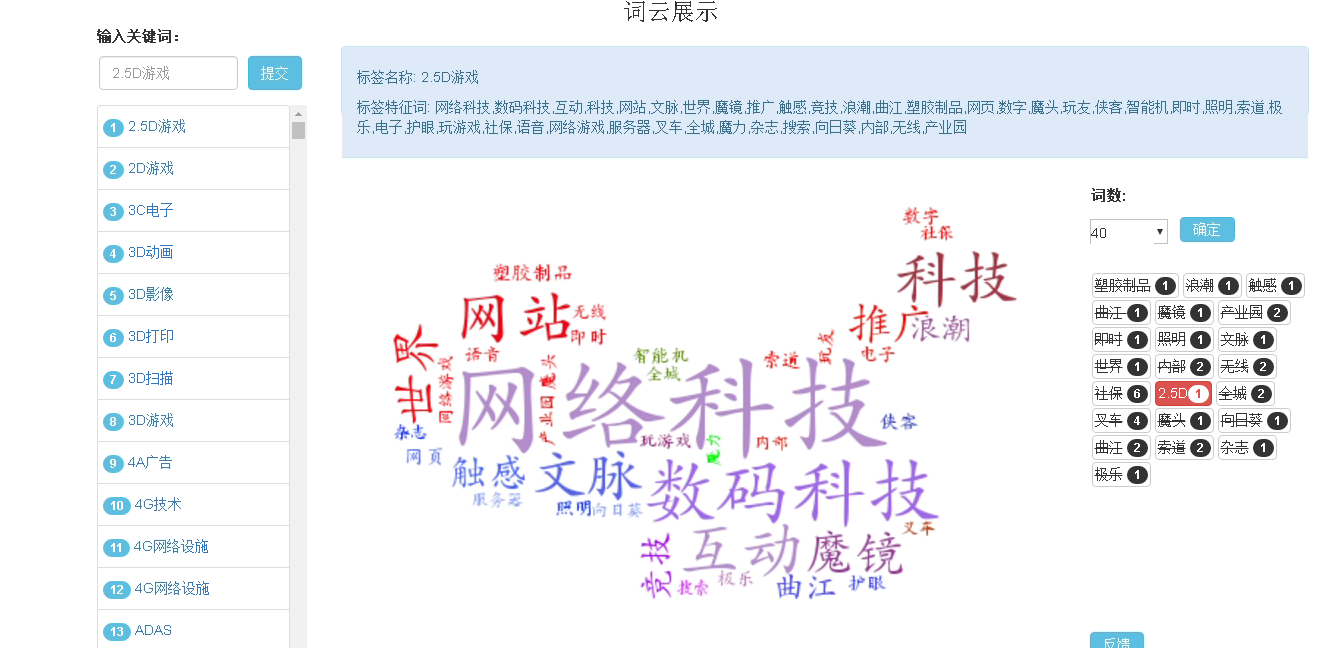 词云展示
输入关键词:
2.5D游戏
提交
1 2.5D游戏
2 2D游戏
3 3C电子
4 3D动画
5 3D影像
6 3D打印
7 3D扫描
8 3D游戏
9 4A广告
10 4G技术
11 4G网络设施
12 4G网络设施
13 ADAS
标签名称: 2.5D游戏
标签特征词: 网络科技,数码科技,互动,科技,网站,文脉,世界,魔镜,推广,触感,竞技,浪潮,曲江,塑胶制品,网页,数字,魔头,玩友,侠客,智能机,即时,照明,索道,极
乐,电子,护眼,玩游戏,社保,语音,网络游戏,服务器,叉车,全城,魔力,杂志,搜索,向日葵,内部,无线,产业园
数字
社保
科技
塑胶制品
网站
无线
即时
推广
浪潮
世界
语音
网络游戏
魔头
产业园
智能机
全城
索道
玩友
电子
网络科技
侠客
杂志
网页
玩游戏
魔力
内部
触感
文脉
服务器
照明
向日葵
数码科技
叉车
竞技
互动
魔镜
搜索
极乐
曲江
护眼
词数:
40
确定
塑胶制品 1 浪潮 1 触感 1
曲江 1 魔镜 1 产业园 2
即时 1 照明 1 文脉 1
世界 1 内部 2 无线 2
社保 6 2.5D 1 全城 2
叉车 4 魔头 1 向日葵 1
曲江 2 索道 2 杂志 1
极乐 1
反馈